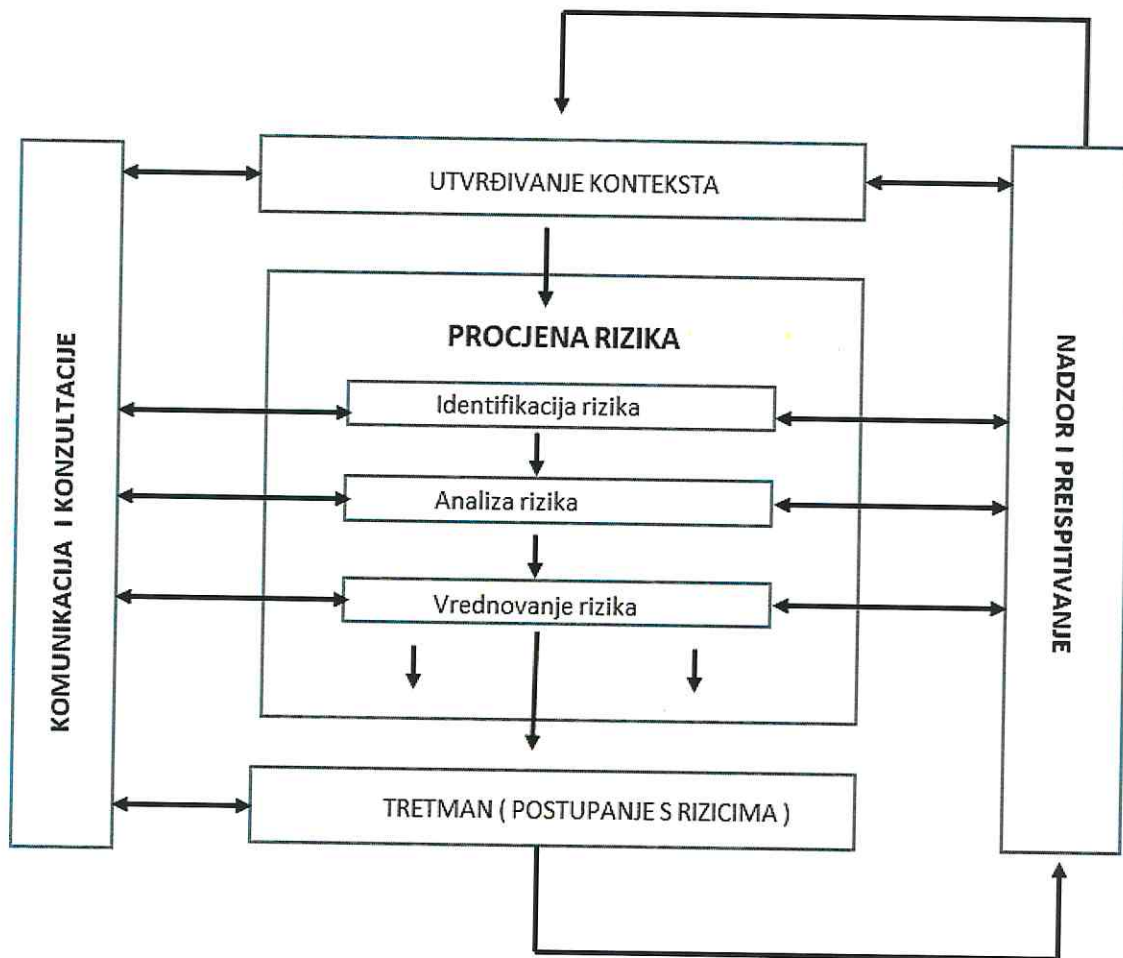 UTVRĐIVANJE KONTEKSTA
KOMUNIKACIJA I KONZULTACIJE
PROCJENA RIZIKA
Identifikacija rizika
Analiza rizika
Vrednovanje rizika
NADZOR I PREISPITIVANJE
TRETMAN ( POSTUPANJE S RIZICIMA )